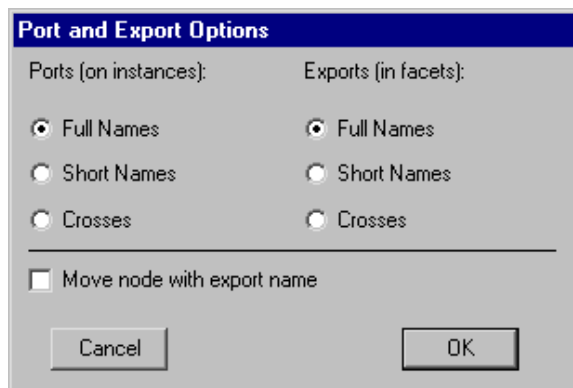 Port and Export Options
Ports (on instances): Exports (in facets):
Full Names Full Names
Short Names Short Names
Crosses Crosses
Move node with export name
Cancel OK